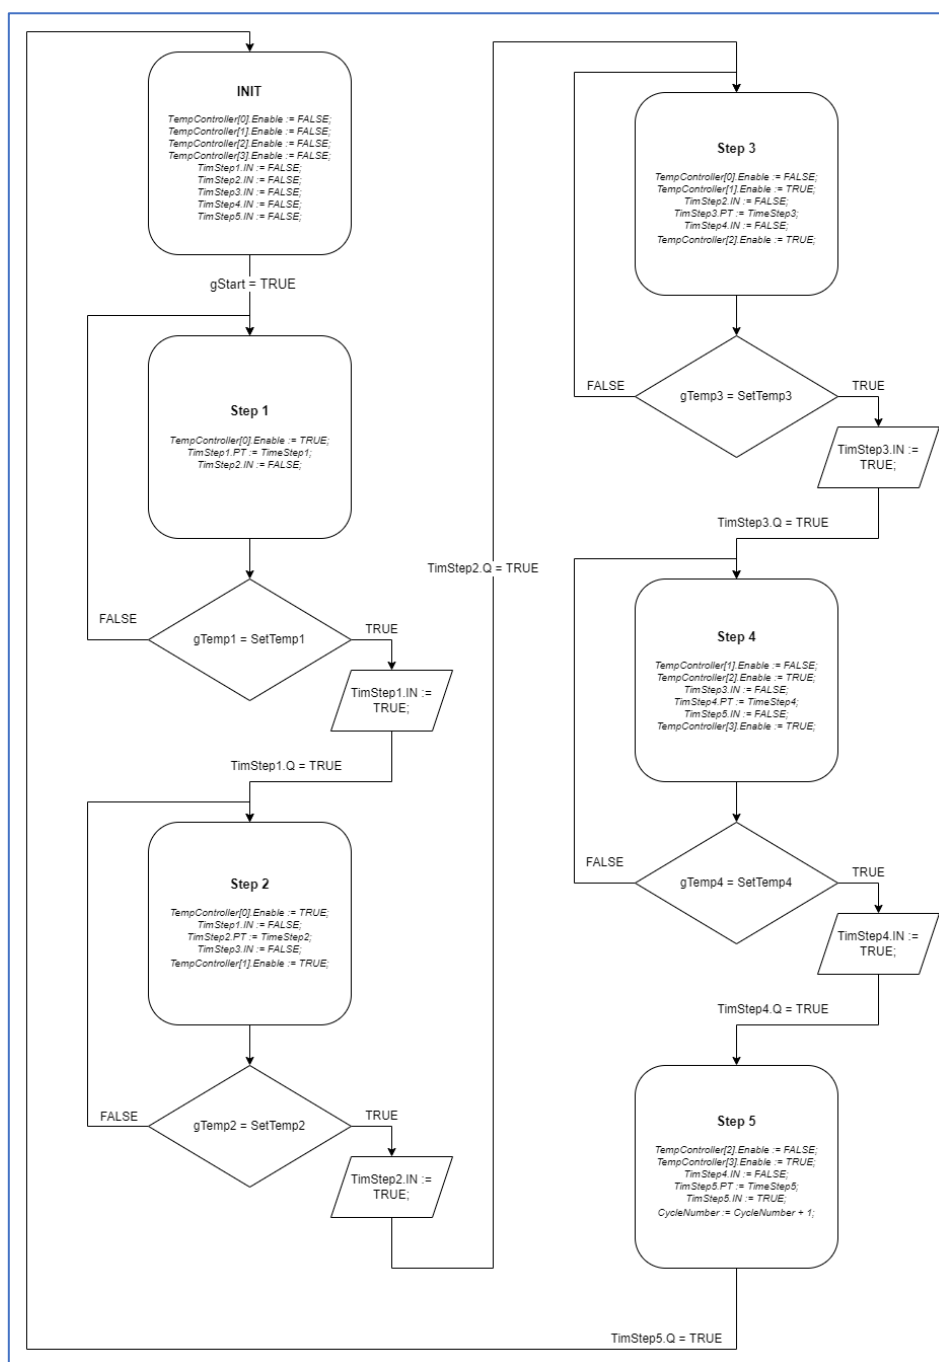 INIT
TempController[0].Enable := FALSE;
TempController[1].Enable := FALSE;
TempController[2].Enable := FALSE;
TempController[3].Enable := FALSE;
TimStep1.IN := FALSE;
TimStep2.IN := FALSE;
TimStep3.IN := FALSE;
TimStep4.IN := FALSE;
TimStep5.IN := FALSE;
gStart = TRUE
Step 1
TempController[0].Enable := TRUE;
TimStep1.PT := TimeStep1;
TimStep2.IN := FALSE;
FALSE
gTemp1 = SetTemp1
TRUE
TimStep1.IN :=
TRUE;
TimStep1.Q = TRUE
Step 2
TempController[0].Enable := TRUE;
TimStep1.IN := FALSE;
TimStep2.PT := TimeStep2;
TimStep3.IN := FALSE;
TempController[1].Enable := TRUE;
FALSE
gTemp2 = SetTemp2
TRUE
TimStep2.IN :=
TRUE;
TimStep2.Q = TRUE
Step 3
TempController[0].Enable := FALSE;
TempController[1].Enable := TRUE;
TimStep2.IN := FALSE;
TimStep3.PT := TimeStep3;
TimStep4.IN := FALSE;
TempController[2].Enable := TRUE;
FALSE
gTemp3 = SetTemp3
TRUE
TimStep3.IN :=
TRUE;
TimStep3.Q = TRUE
Step 4
TempController[1].Enable := FALSE;
TempController[2].Enable := TRUE;
TimStep3.IN := FALSE;
TimStep4.PT := TimeStep4;
TimStep5.IN := FALSE;
TempController[3].Enable := TRUE;
FALSE
gTemp4 = SetTemp4
TRUE
TimStep4.IN :=
TRUE;
TimStep4.Q = TRUE
Step 5
TempController[2].Enable := FALSE;
TempController[3].Enable := TRUE;
TimStep4.IN := FALSE;
TimStep5.PT := TimeStep5;
TimStep5.IN := TRUE;
CycleNumber := CycleNumber + 1;
TimStep5.Q = TRUE